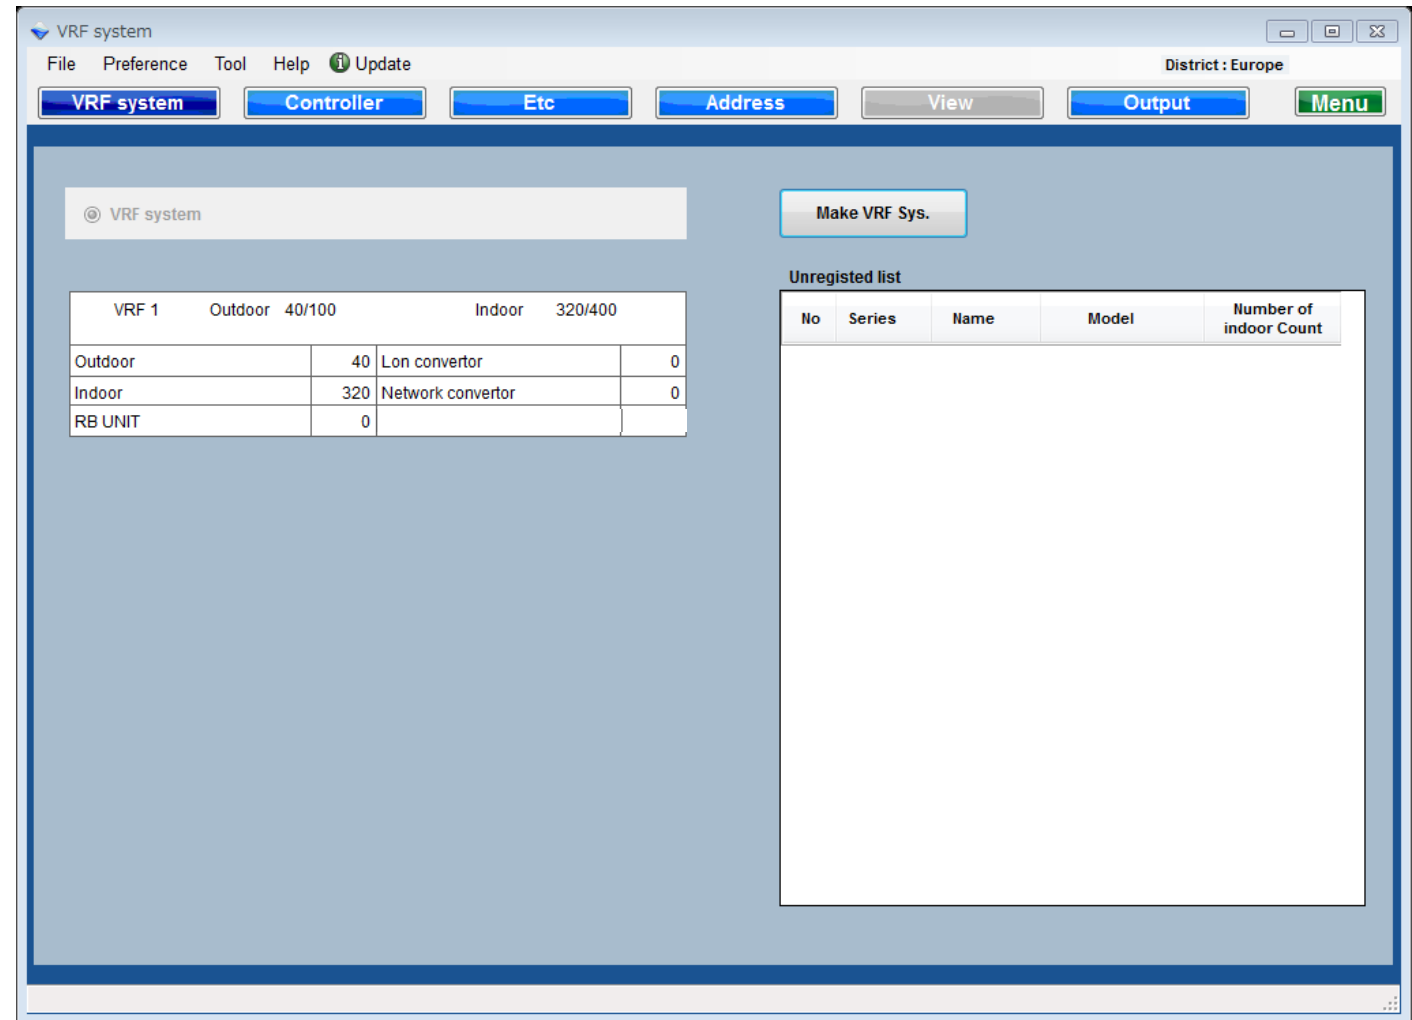 VRF system
File Preference Tool Help Update District : Europe
VRF system Controller Etc Address View Output Menu
VRF system
Make VRF Sys.
Unregisted list
VRF 1 Outdoor 40/100 Indoor 320/400
No Series Name Model Number of indoor Count
Outdoor 40 Lon convertor 0
Indoor 320 Network convertor 0
RB UNIT 0